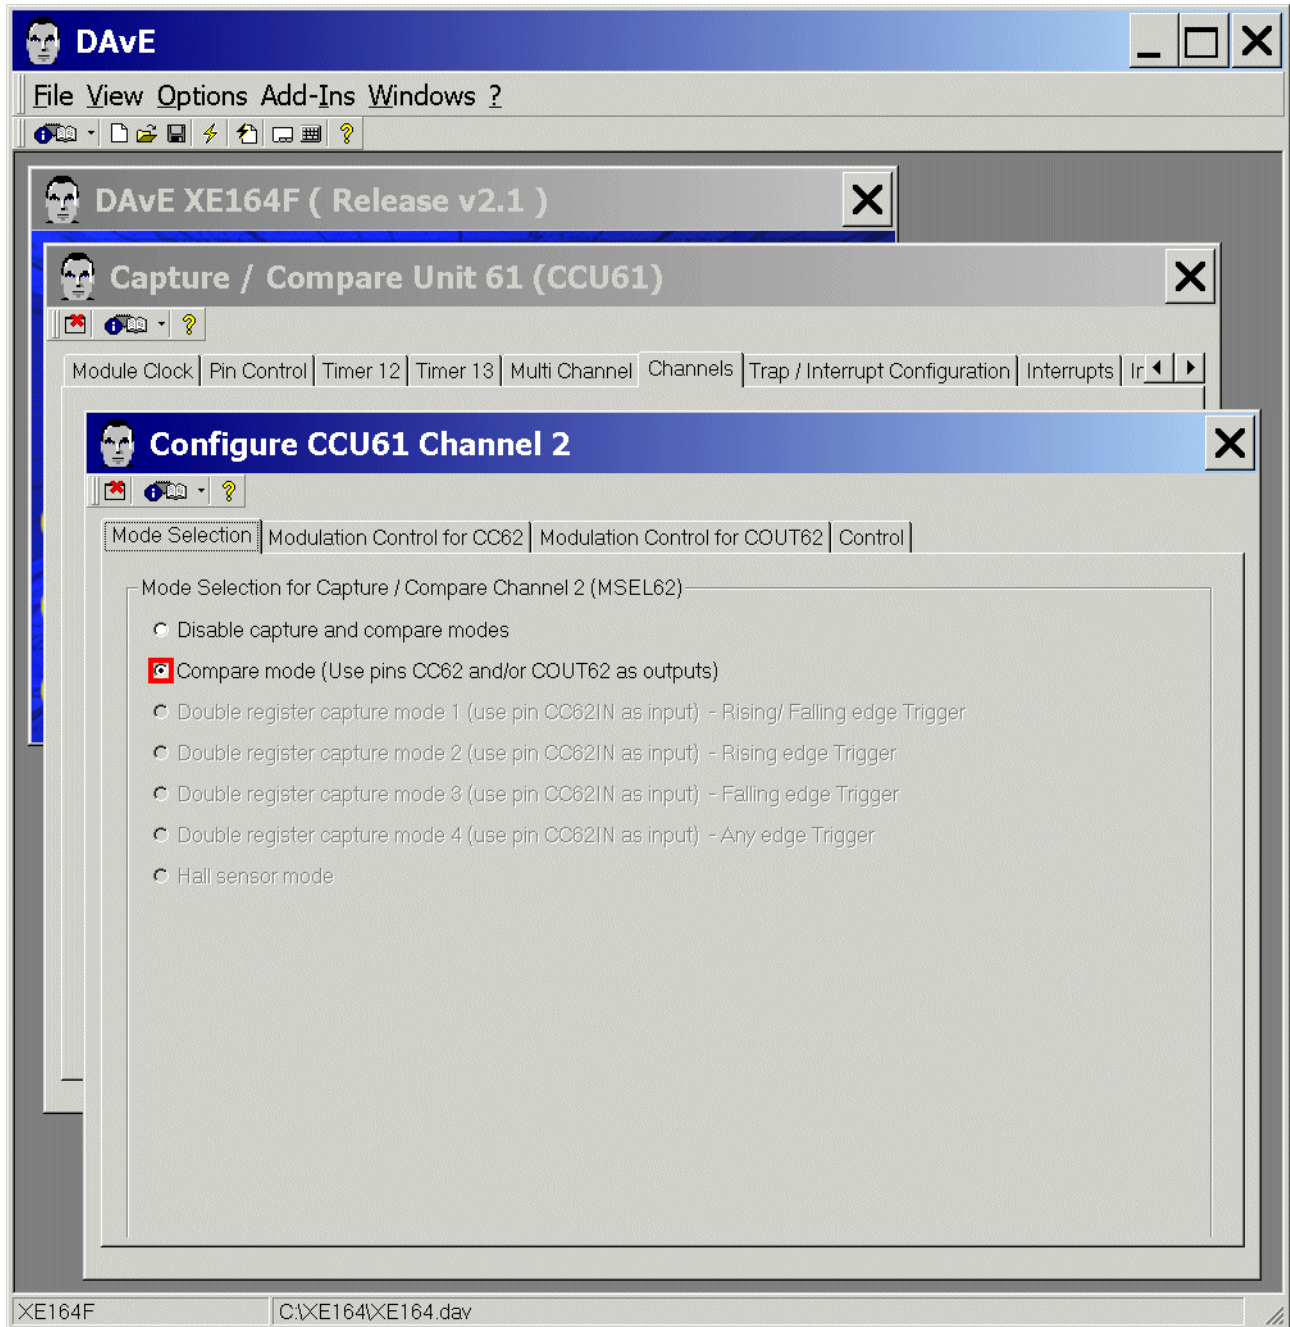 DAvE
File View Options Add-Ins Windows ?
DAvE XE164F ( Release v2.1 )
Capture / Compare Unit 61 (CCU61)
Module Clock Pin Control Timer 12 Timer 13 Multi Channel Channels Trap / Interrupt Configuration Interrupts
Configure CCU61 Channel 2
Mode Selection Modulation Control for CC62 Modulation Control for COUT62 Control
Mode Selection for Capture / Compare Channel 2 (MSEL62)
Disable capture and compare modes
Compare mode (Use pins CC62 and/or COUT62 as outputs)
Double register capture mode 1 (use pin CC62IN as input) - Rising/ Falling edge Trigger
Double register capture mode 2 (use pin CC62IN as input) - Rising edge Trigger
Double register capture mode 3 (use pin CC62IN as input) - Falling edge Trigger
Double register capture mode 4 (use pin CC62IN as input) - Any edge Trigger
Hall sensor mode
XE164F C:\XE164\XE164.dav